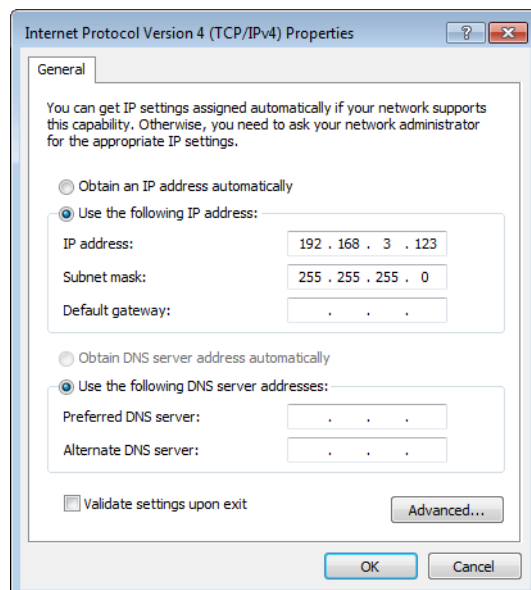 Internet Protocol Version 4 (TCP/IPv4) Properties
General
You can get IP settings assigned automatically if your network supports
this capability. Otherwise, you need to ask your network administrator
for the appropriate IP settings.
Obtain an IP address automatically
Use the following IP address:
IP address: 192 . 168 . 3 . 123
Subnet mask: 255 . 255 . 255 . 0
Default gateway: . . .
Obtain DNS server address automatically
Use the following DNS server addresses:
Preferred DNS server: . . .
Alternate DNS server: . . .
Validate settings upon exit
Advanced...
OK Cancel